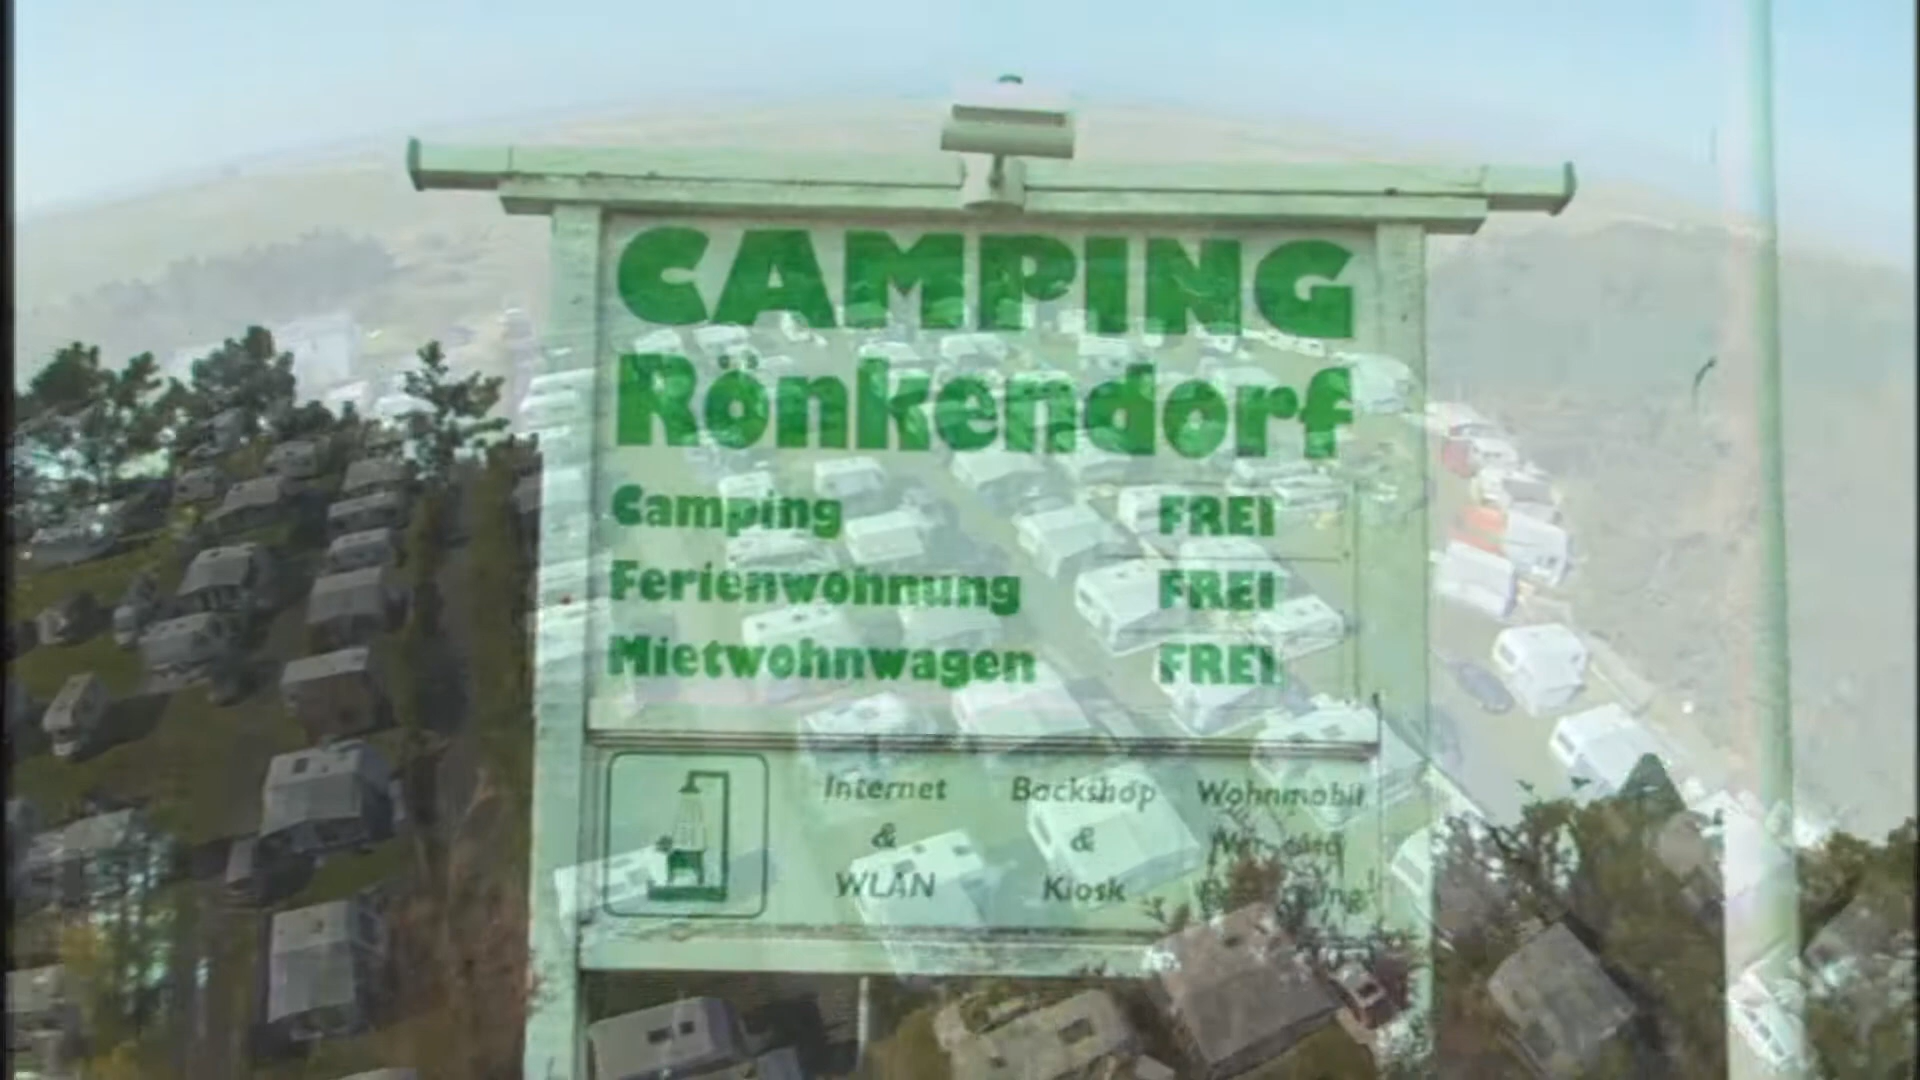 CAMPING
Rönkendorf
Camping FREI
Ferienwohnung FREI
Mietwohnwagen FREI
Internet Backshop Wohnmobil
& &
WLAN Kiosk